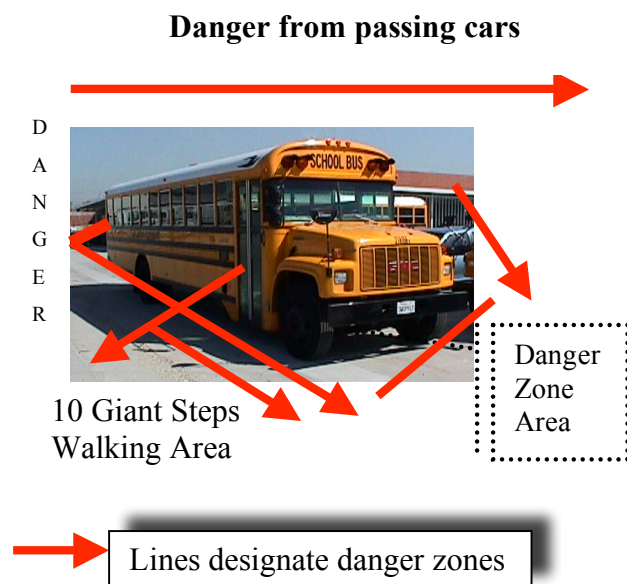 Danger from passing cars
D
A
N
G
E
R
SCHOOL BUS
Danger
Zone
Area
10 Giant Steps
Walking Area
Lines designate danger zones